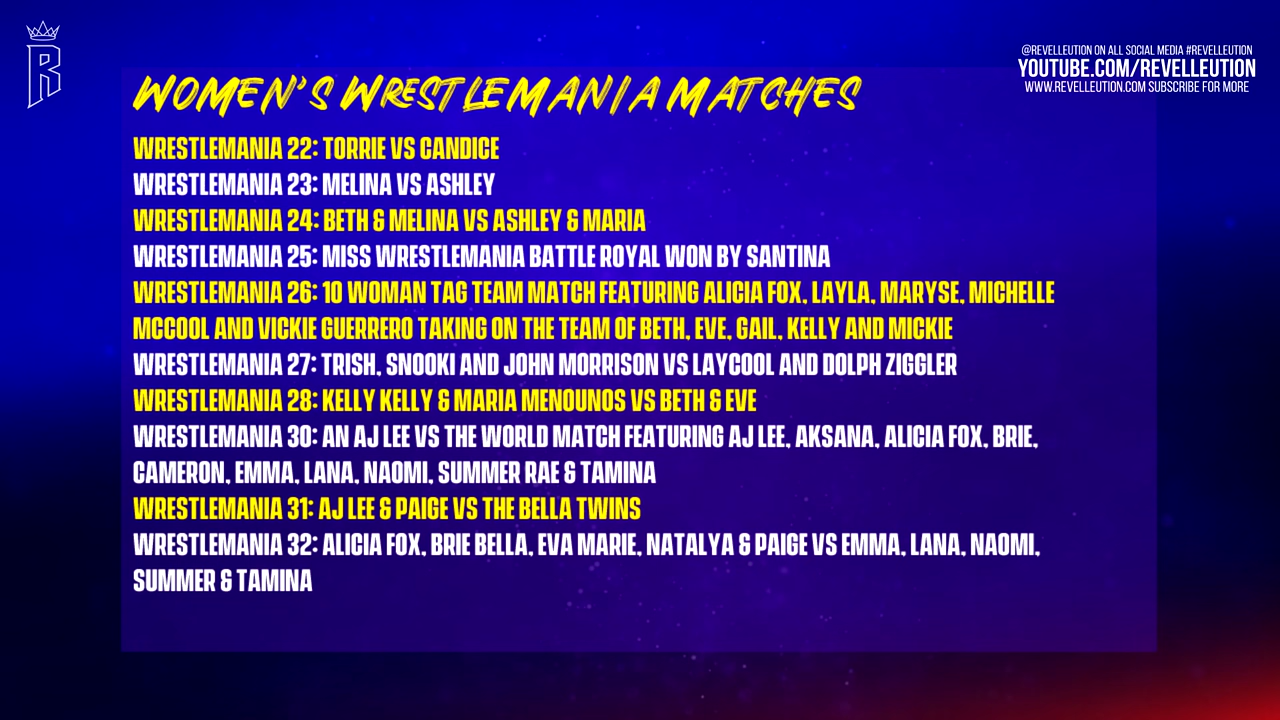 R
@REVELLEUTION ON ALL SOCIAL MEDIA #REVELLEUTION
YOUTUBE.COM/REVELLEUTION
WWW.REVELLEUTION.COM SUBSCRIBE FOR MORE
WOMEN'S WRESTLEMANIA MATCHES
WRESTLEMANIA 22: TORRIE VS CANDICE
WRESTLEMANIA 23: MELINA VS ASHLEY
WRESTLEMANIA 24: BETH & MELINA VS ASHLEY & MARIA
WRESTLEMANIA 25: MISS WRESTLEMANIA BATTLE ROYAL WON BY SANTINA
WRESTLEMANIA 26: 10 WOMAN TAG TEAM MATCH FEATURING ALICIA FOX, LAYLA, MARYSE, MICHELLE
MCCOOL AND VICKIE GUERRERO TAKING ON THE TEAM OF BETH, EVE, GAIL, KELLY AND MICKIE
WRESTLEMANIA 27: TRISH, SNOOKI AND JOHN MORRISON VS LAYCOOL AND DOLPH ZIGGLER
WRESTLEMANIA 28: KELLY KELLY & MARIA MENOUNOS VS BETH & EVE
WRESTLEMANIA 30: AN AJ LEE VS THE WORLD MATCH FEATURING AJ LEE, AKSANA, ALICIA FOX, BRIE,
CAMERON, EMMA, LANA, NAOMI, SUMMER RAE & TAMINA
WRESTLEMANIA 31: AJ LEE & PAIGE VS THE BELLA TWINS
WRESTLEMANIA 32: ALICIA FOX, BRIE BELLA, EVA MARIE, NATALYA & PAIGE VS EMMA, LANA, NAOMI,
SUMMER & TAMINA